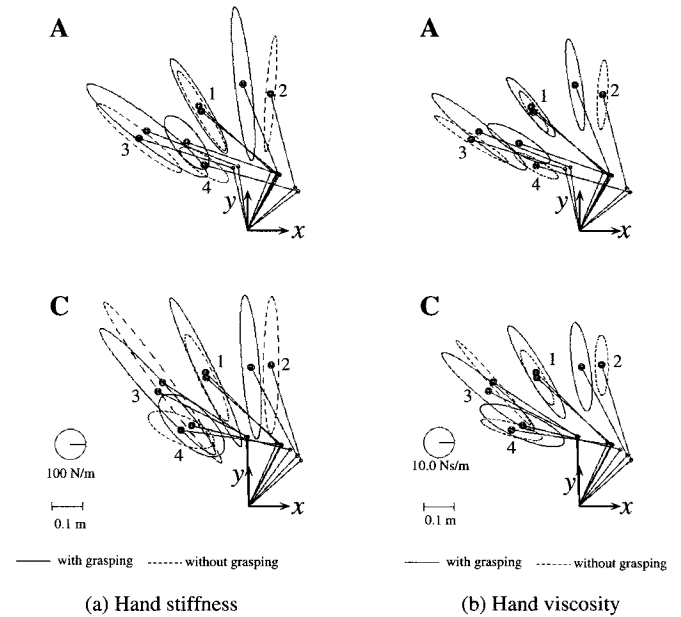 A
1
2
3
4
y
x
A
1
2
3
4
y
x
C
1
2
3
4
100 N/m
0.1 m
y
x
C
1
2
3
4
10.0 Ns/m
0.1 m
y
x
with grasping without grasping
with grasping without grasping
(a) Hand stiffness
(b) Hand viscosity